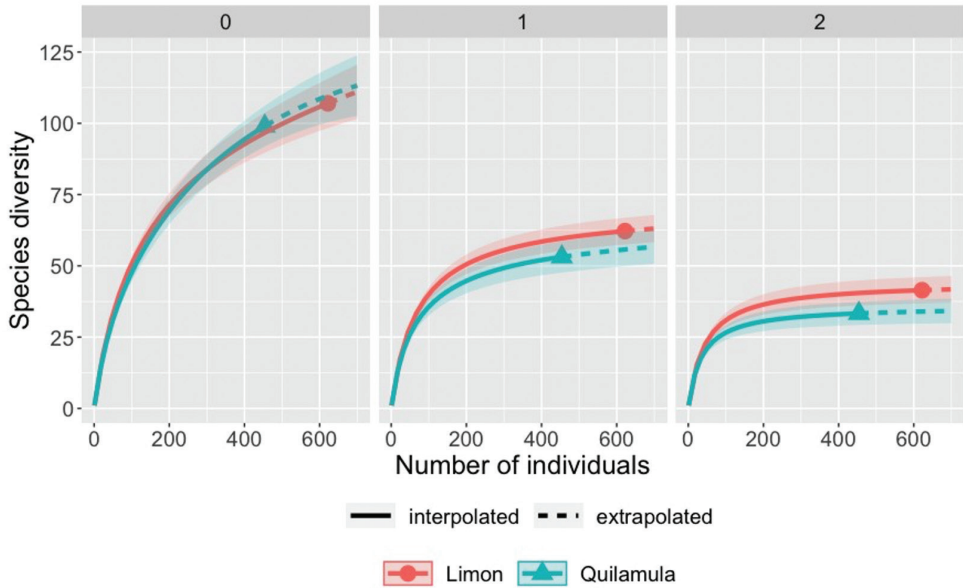 0 1 2
Species diversity
125
100
75
50
25
0
0 200 400 600 0 200 400 600 0 200 400 600
Number of individuals
interpolated extrapolated
Limon Quilamula